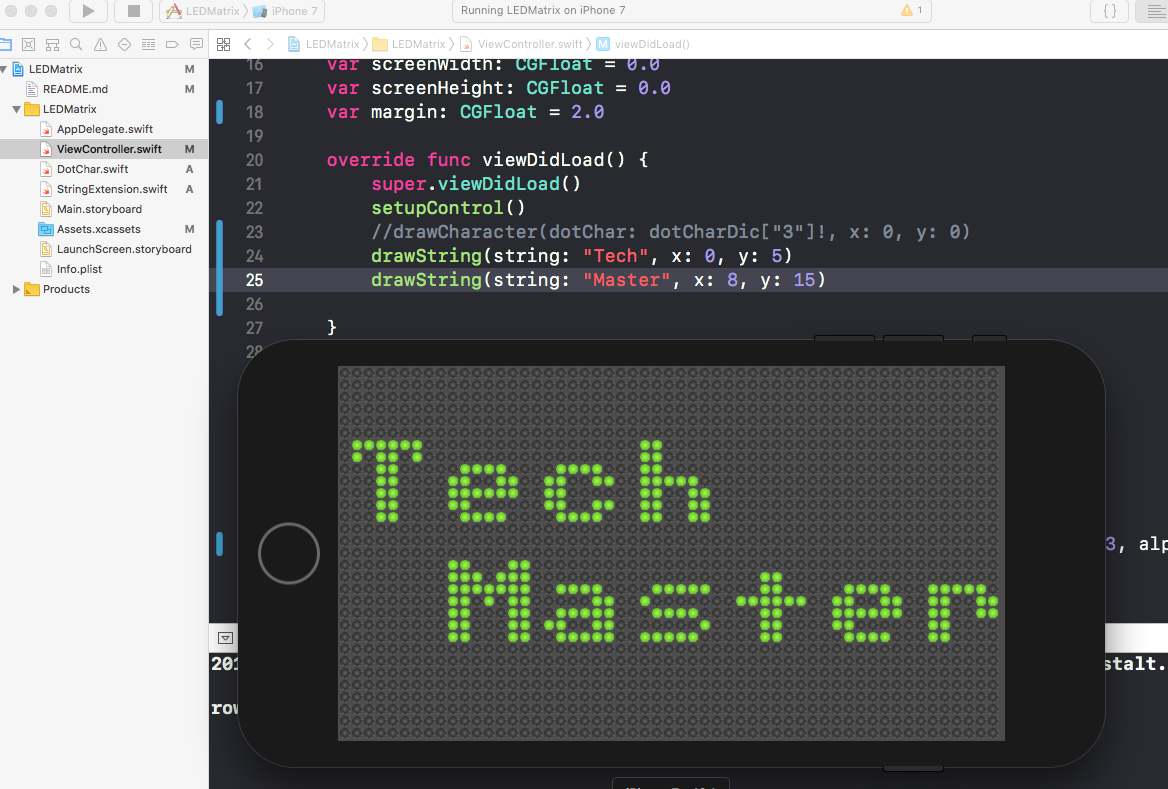 LEDMatrix › iPhone 7
Running LEDMatrix on iPhone 7
1
{ }
LEDMatrix › LEDMatrix › ViewController.swift › M viewDidLoad()
LEDMatrix M
README.md M
LEDMatrix
AppDelegate.swift
ViewController.swift M
DotChar.swift A
StringExtension.swift A
Main.storyboard
Assets.xcassets M
LaunchScreen.storyboard
Info.plist
Products
16 var screenWidth: CGFloat = 0.0
17 var screenHeight: CGFloat = 0.0
18 var margin: CGFloat = 2.0
19
20 override func viewDidLoad() {
21 super.viewDidLoad()
22 setupControl()
23 //drawCharacter(dotChar: dotCharDic["3"]!, x: 0, y: 0)
24 drawString(string: "Tech", x: 0, y: 5)
25 drawString(string: "Master", x: 8, y: 15)
26
27 }
28
Tech
Master
3, alp
201
stalt.
row